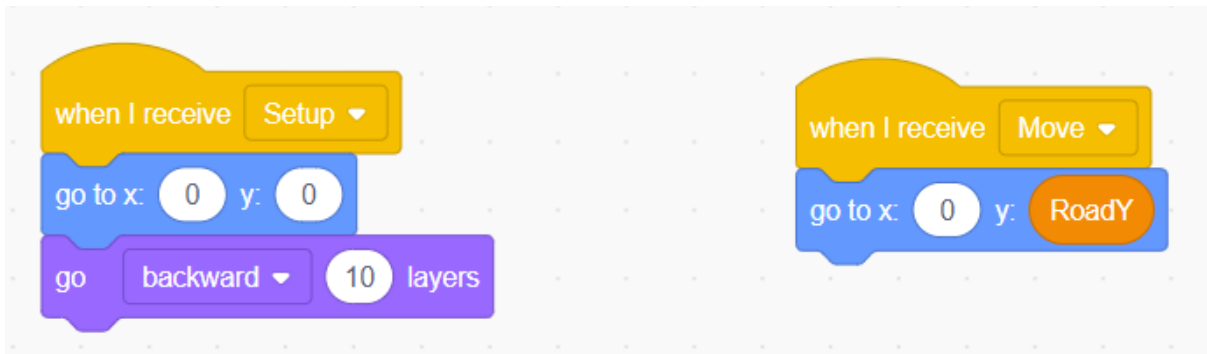 when I receive Setup
go to x: 0 y: 0
go backward 10 layers
when I receive Move
go to x: 0 y: RoadY